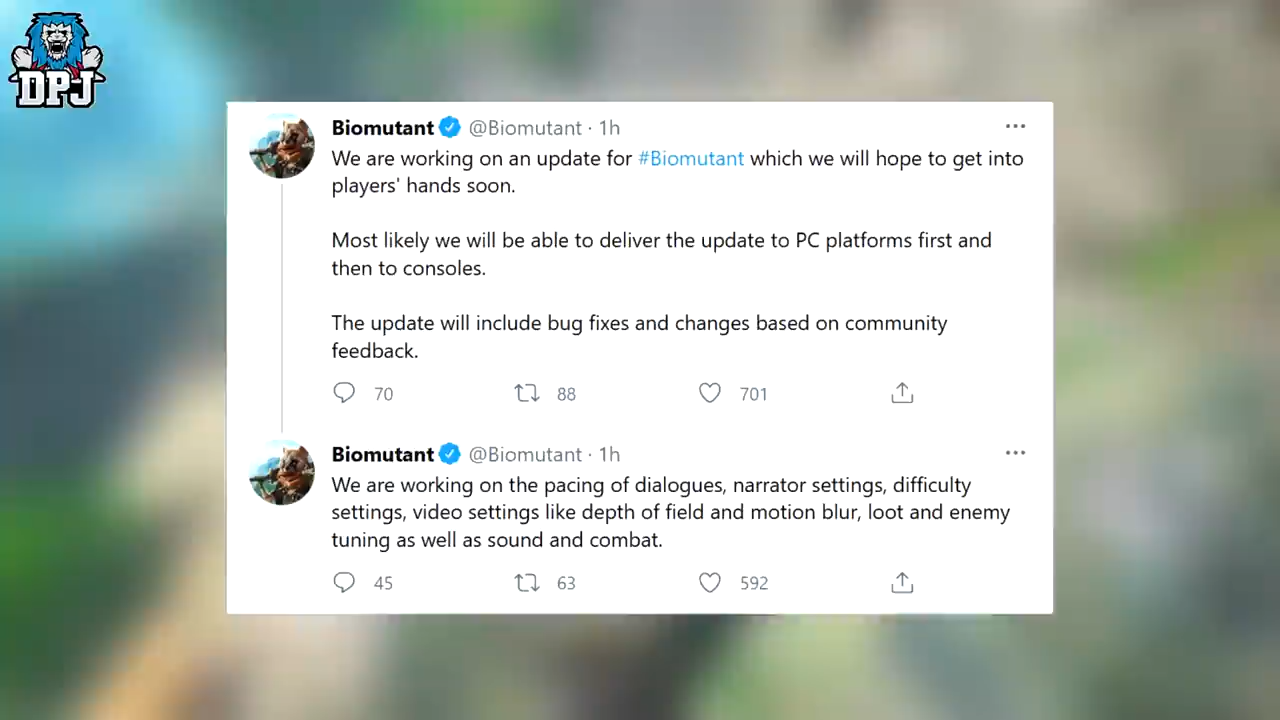 DPJ
Biomutant @Biomutant · 1h
We are working on an update for #Biomutant which we will hope to get into
players' hands soon.
Most likely we will be able to deliver the update to PC platforms first and
then to consoles.
The update will include bug fixes and changes based on community
feedback.
70 88 701
Biomutant @Biomutant · 1h
We are working on the pacing of dialogues, narrator settings, difficulty
settings, video settings like depth of field and motion blur, loot and enemy
tuning as well as sound and combat.
45 63 592